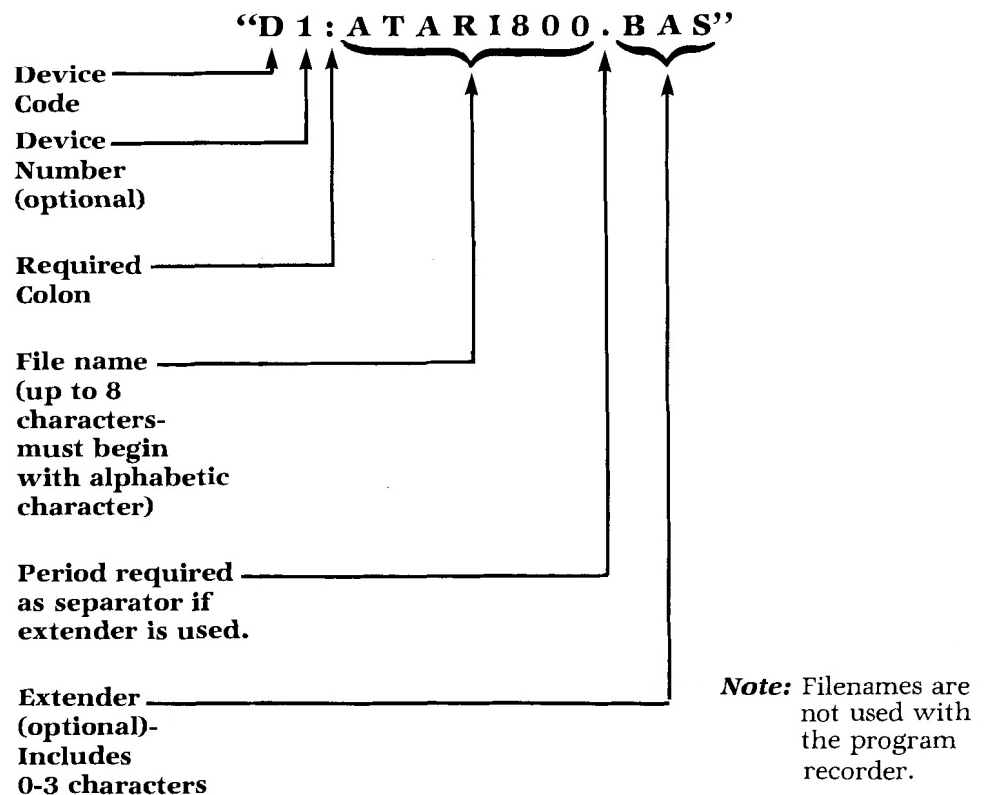 “D1:ATARI800.BAS”
Device
Code
Device
Number
(optional)
Required
Colon
File name
(up to 8
characters-
must begin
with alphabetic
character)
Period required
as separator if
extender is used.
Extender
(optional)-
Includes
0-3 characters
Note: Filenames are
not used with
the program
recorder.